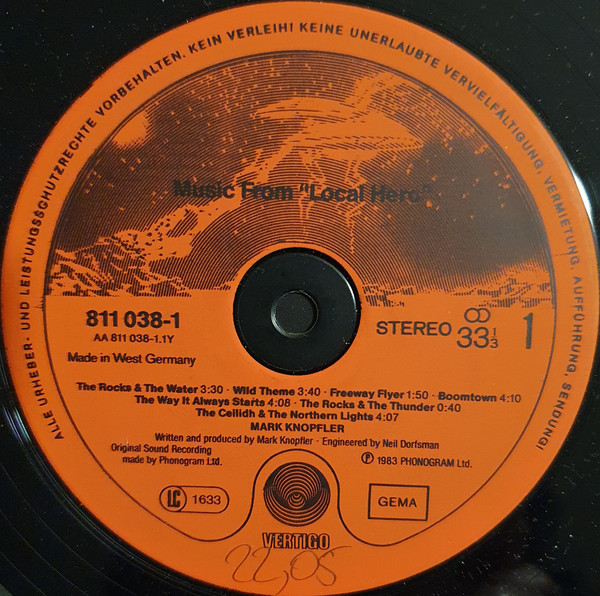 ALLE URHEBER- UND LEISTUNGSSCHUTZRECHTE VORBEHALTEN. KEIN VERLEIH! KEINE UNERLAUBTE VERVIELFÄLTIGUNG, VERMIETUNG, AUFFÜHRUNG, SENDUNG!
Music From "Local Hero"
811 038-1
AA 811 038-1.1Y
Made in West Germany
STEREO 33 1/3 1
The Rocks & The Water 3:30 · Wild Theme 3:40 · Freeway Flyer 1:50 · Boomtown 4:10
The Way It Always Starts 4:08 · The Rocks & The Thunder 0:40
The Ceilidh & The Northern Lights 4:07
MARK KNOPFLER
Written and produced by Mark Knopfler · Engineered by Neil Dorfsman
Original Sound Recording
made by Phonogram Ltd.
℗ 1983 PHONOGRAM Ltd.
LC 1633
GEMA
VERTIGO
22,05